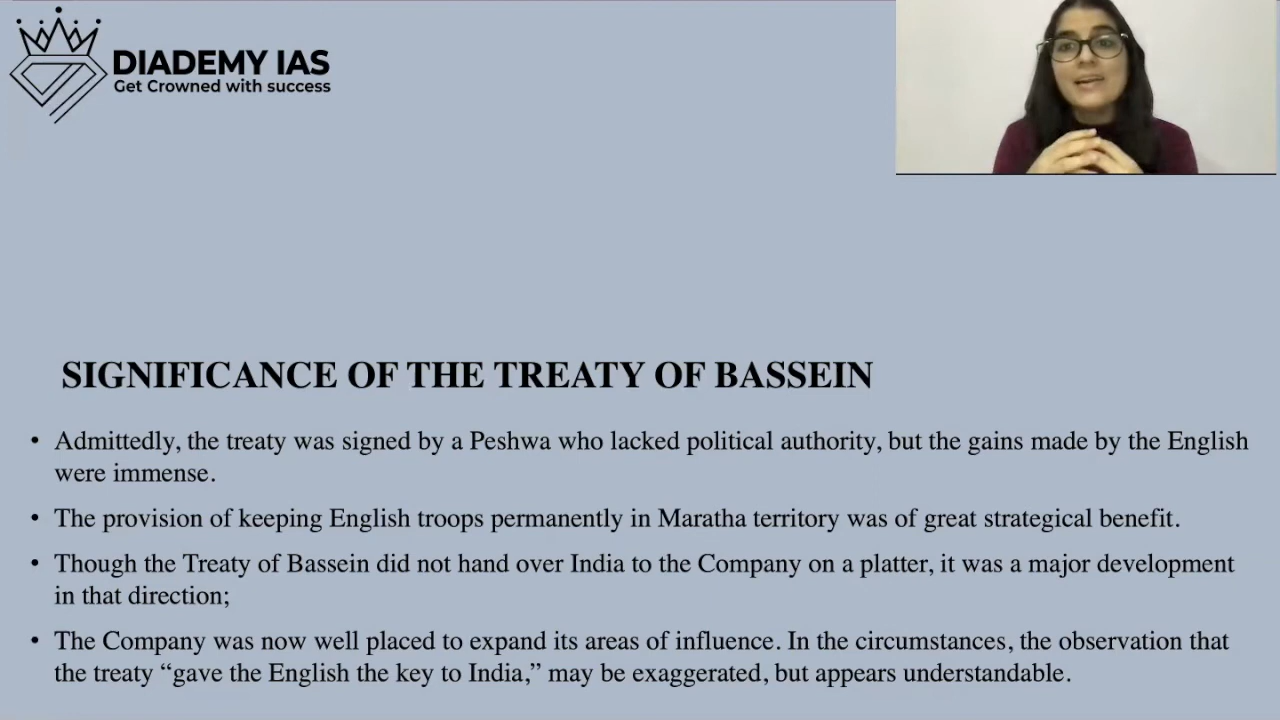 DIADEMY IAS
Get Crowned with success
SIGNIFICANCE OF THE TREATY OF BASSEIN
• Admittedly, the treaty was signed by a Peshwa who lacked political authority, but the gains made by the English
were immense.
• The provision of keeping English troops permanently in Maratha territory was of great strategical benefit.
• Though the Treaty of Bassein did not hand over India to the Company on a platter, it was a major development
in that direction;
• The Company was now well placed to expand its areas of influence. In the circumstances, the observation that
the treaty “gave the English the key to India,” may be exaggerated, but appears understandable.